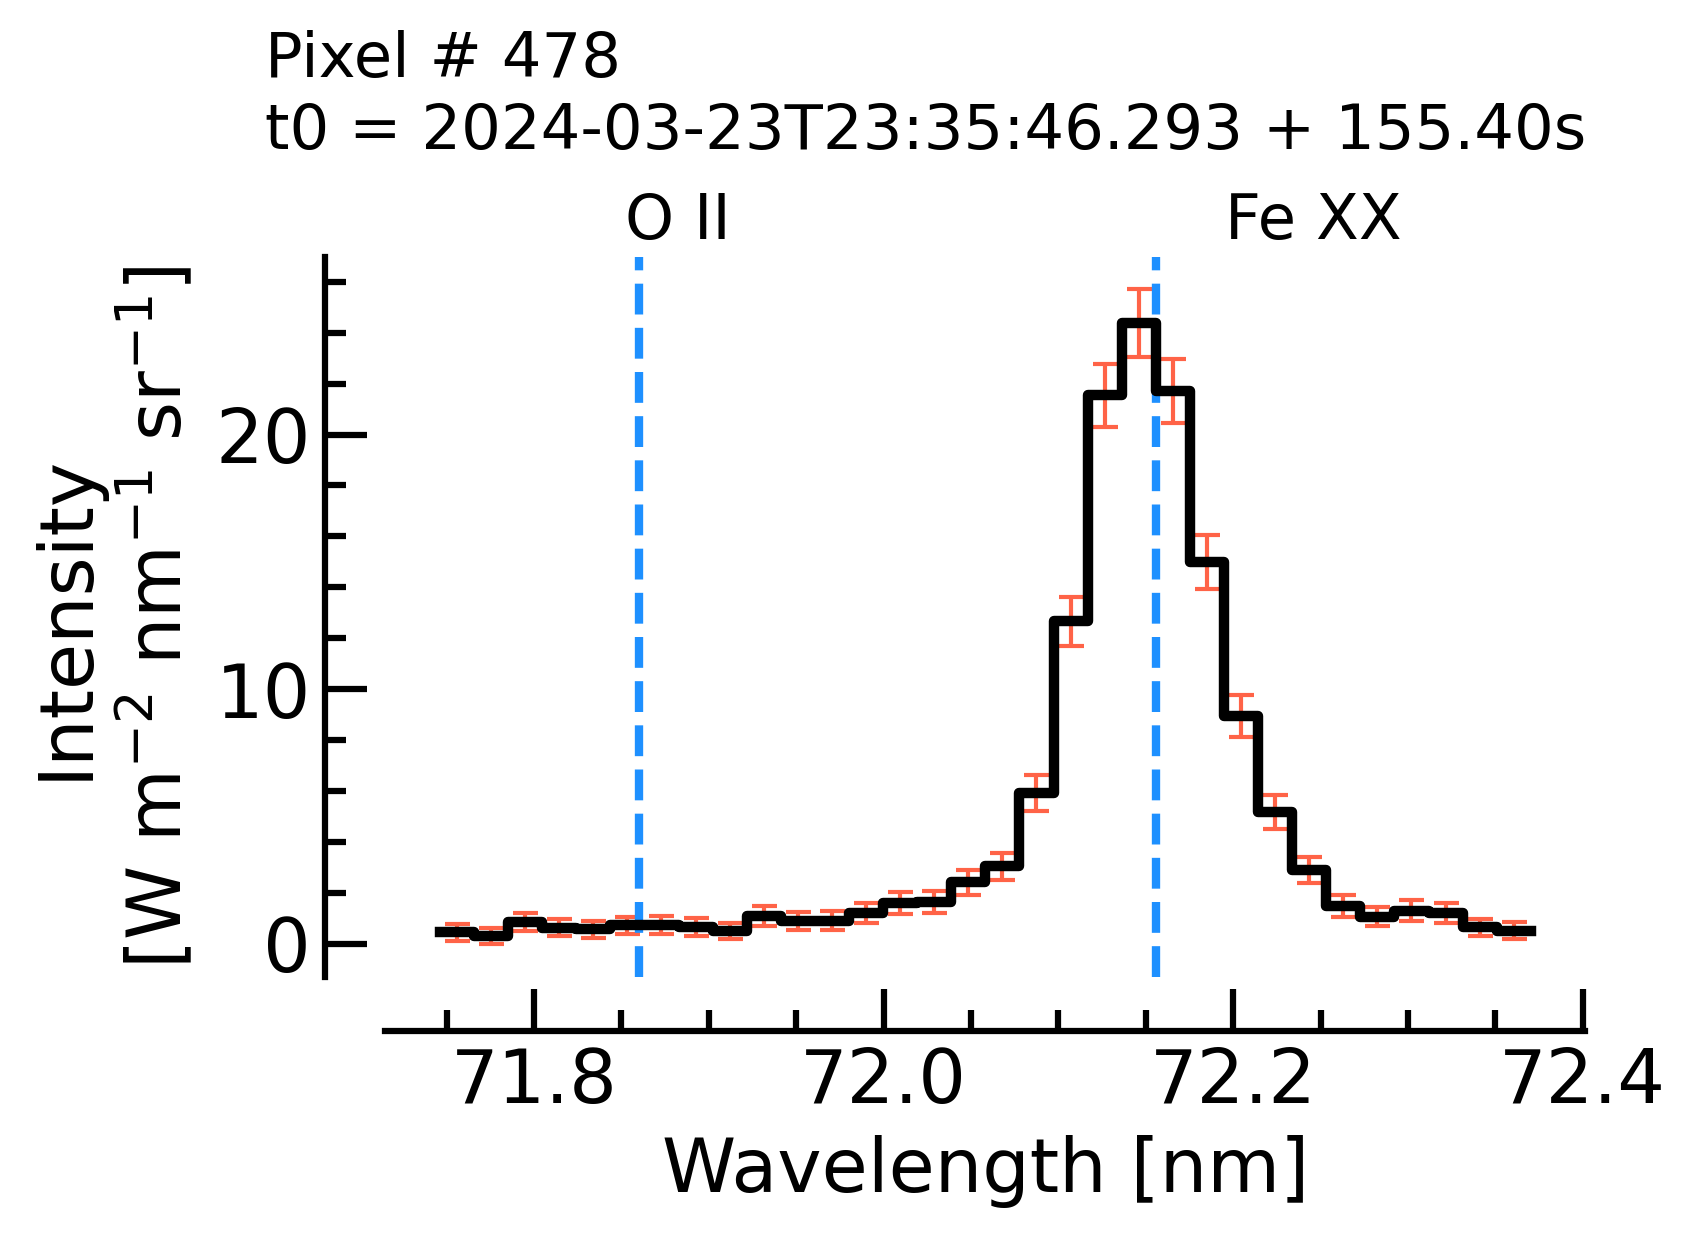 Pixel # 478
t0 = 2024-03-23T23:35:46.293 + 155.40s
O II
Fe XX
Intensity
[W m⁻² nm⁻¹ sr⁻¹]
20
10
0
71.8
72.0
72.2
72.4
Wavelength [nm]